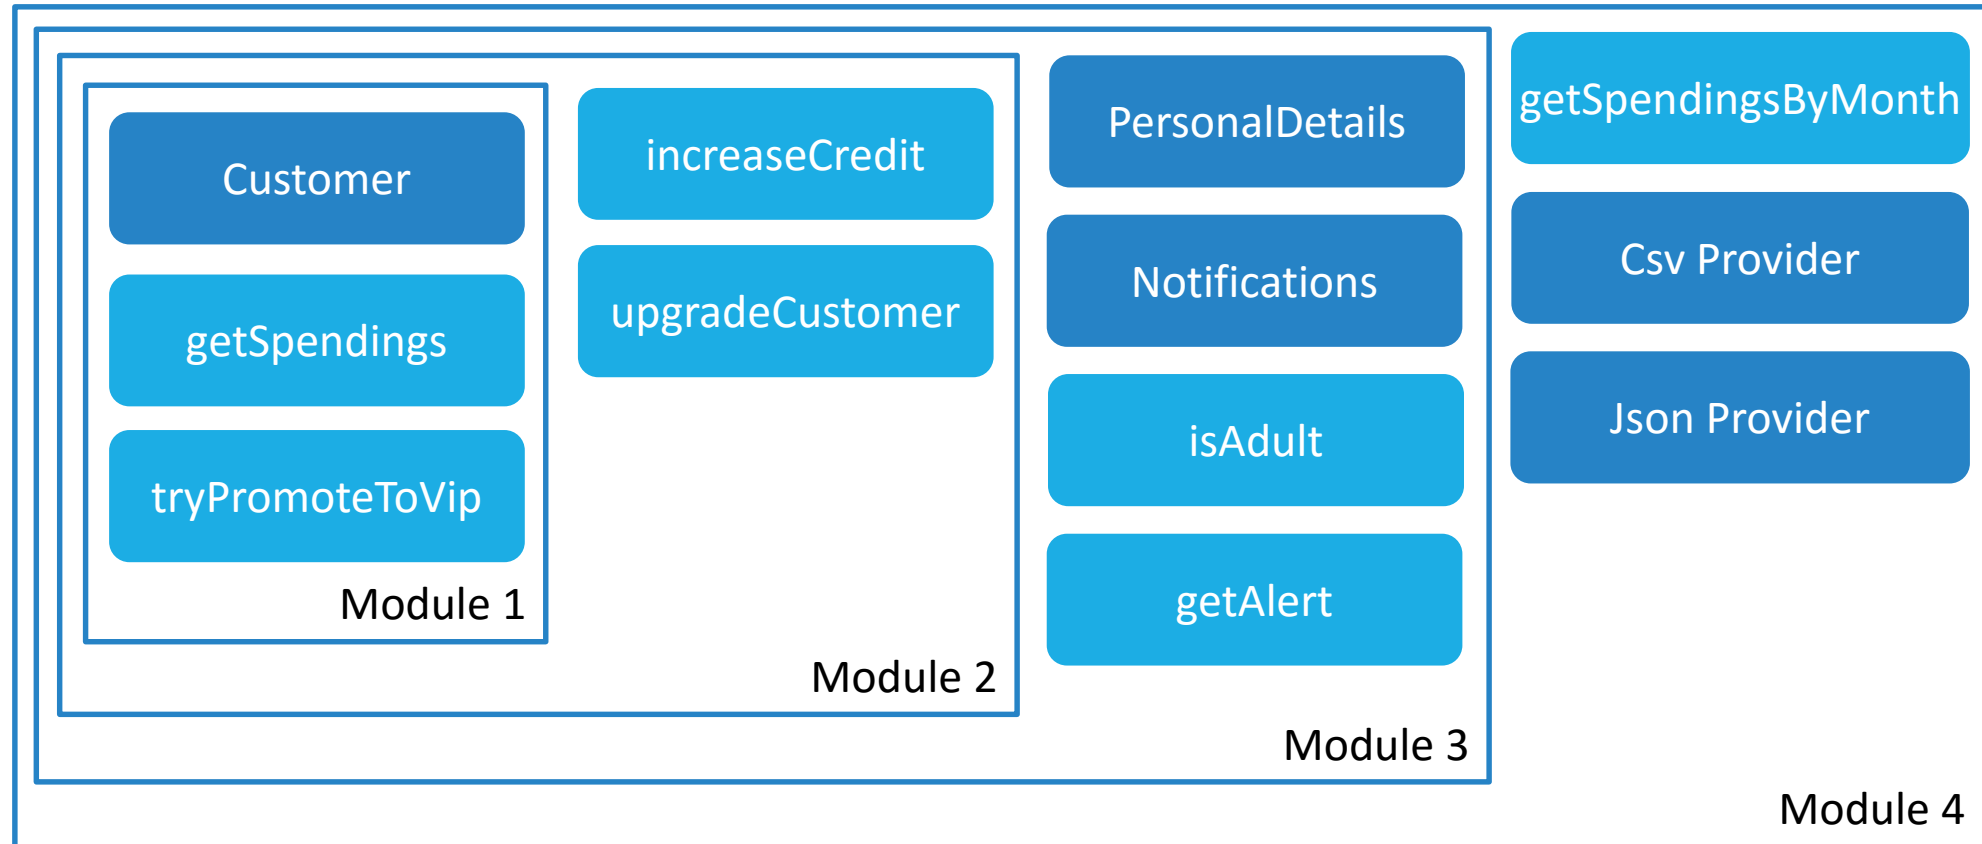 Customer
getSpendings
tryPromoteToVip
Module 1
increaseCredit
upgradeCustomer
Module 2
PersonalDetails
Notifications
isAdult
getAlert
Module 3
getSpendingsByMonth
Csv Provider
Json Provider
Module 4